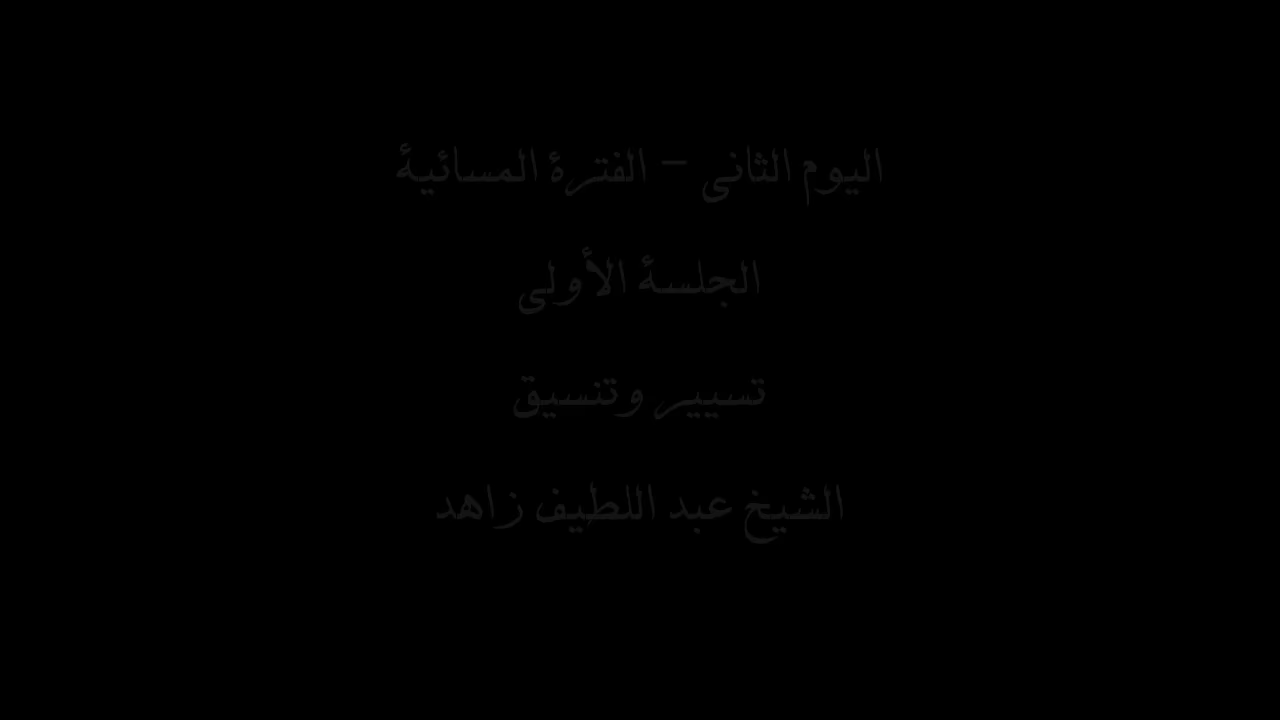 اليوم الثاني – الفترة المسائية
الجلسة الأولى
تسيير وتنسيق
الشيخ عبد اللطيف زاهد